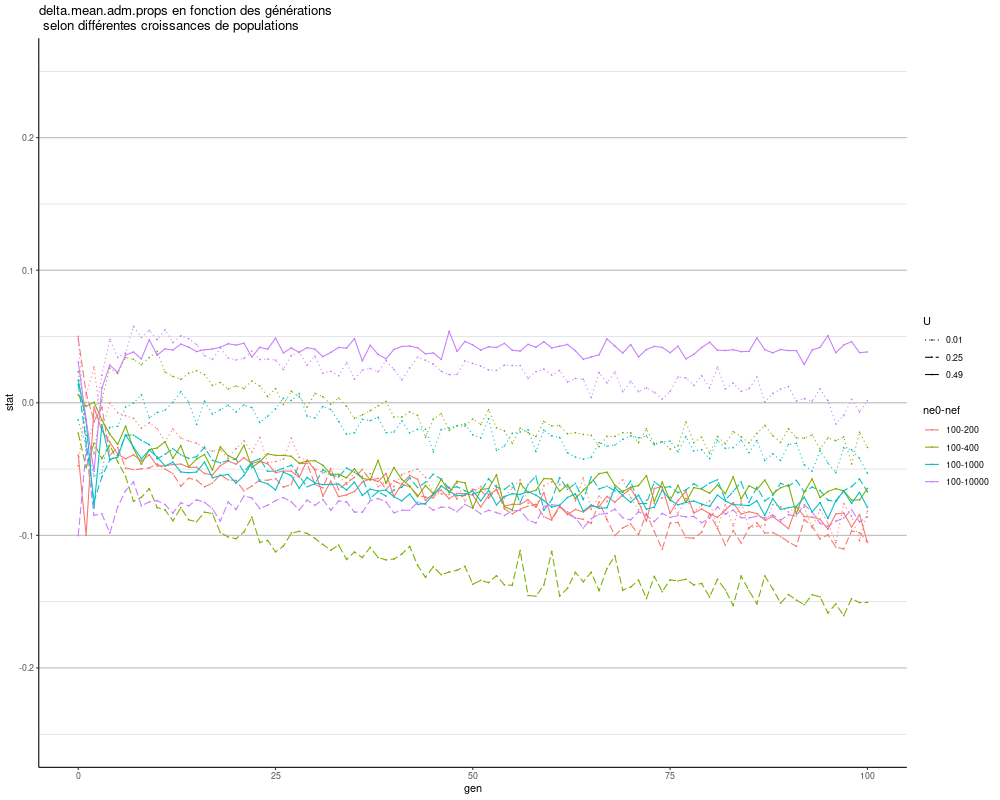 delta.mean.adm.props en fonction des générations
selon différentes croissances de populations
stat
0.2
0.1
0.0
-0.1
-0.2
0
25
50
75
100
gen
U
0.01
0.25
0.49
ne0-nef
100-200
100-400
100-1000
100-10000